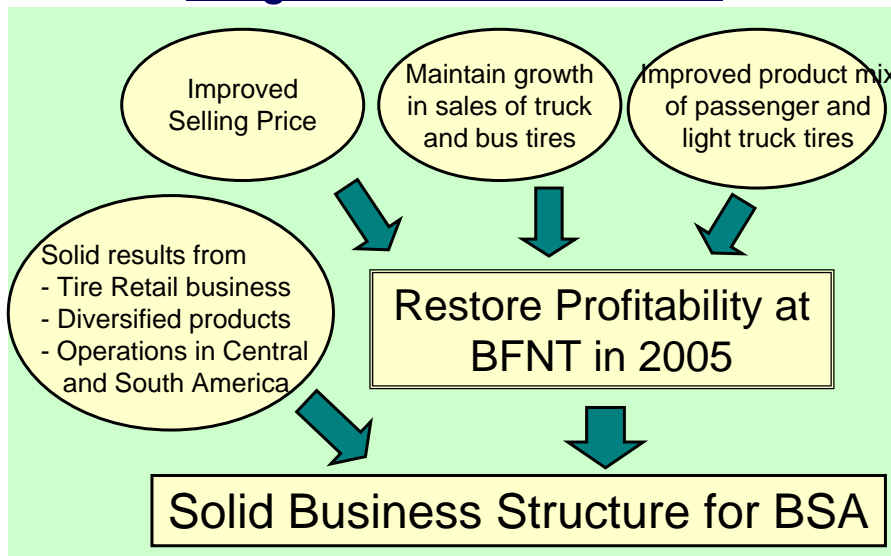 Improved
Selling Price
Maintain growth
in sales of truck
and bus tires
Improved product mix
of passenger and
light truck tires
Solid results from
- Tire Retail business
- Diversified products
- Operations in Central
and South America
Restore Profitability at
BFNT in 2005
Solid Business Structure for BSA